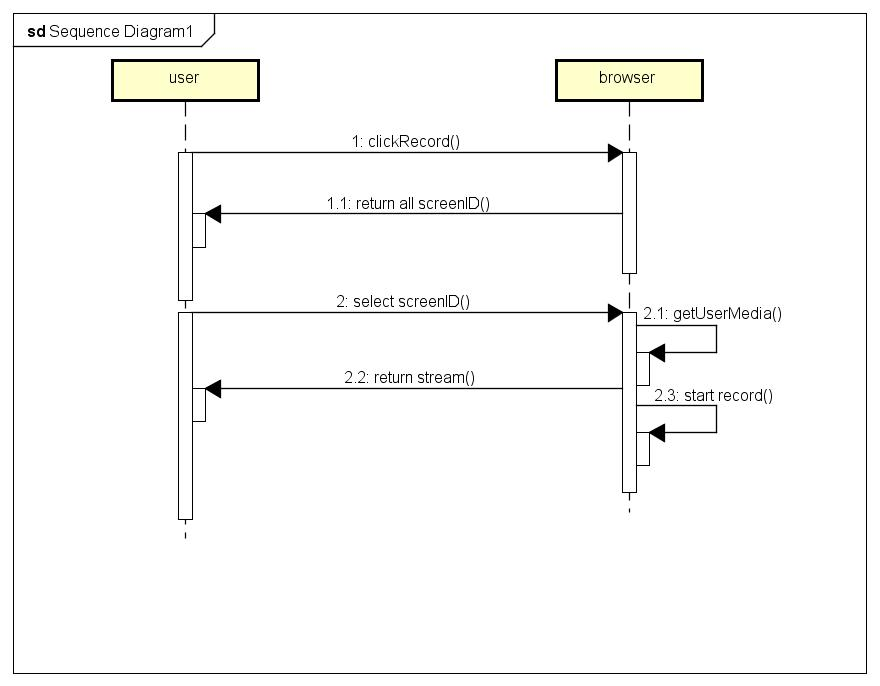 sd Sequence Diagram1
user
browser
1: clickRecord()
1.1: return all screenID()
2: select screenID()
2.1: getUserMedia()
2.2: return stream()
2.3: start record()